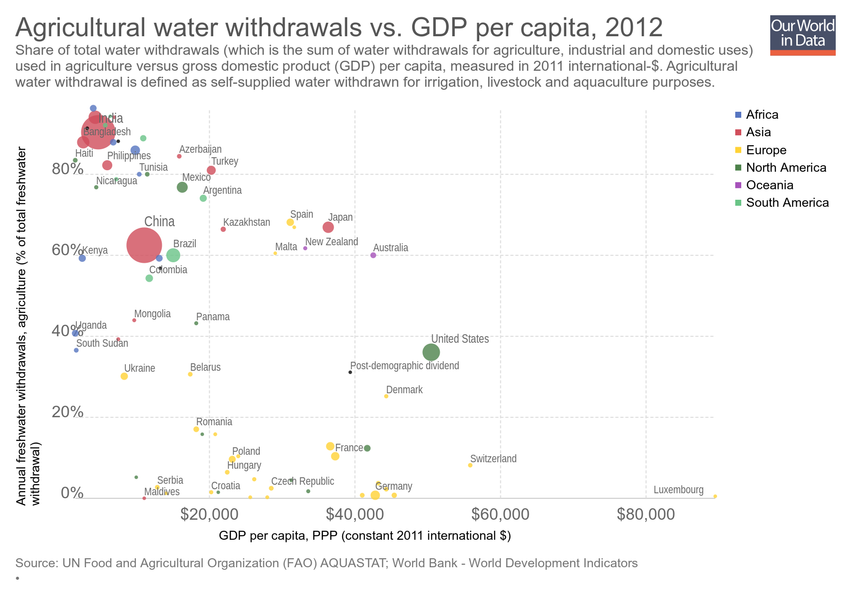 Agricultural water withdrawals vs. GDP per capita, 2012
Our World
in Data
Share of total water withdrawals (which is the sum of water withdrawals for agriculture, industrial and domestic uses)
used in agriculture versus gross domestic product (GDP) per capita, measured in 2011 international-$. Agricultural
water withdrawal is defined as self-supplied water withdrawn for irrigation, livestock and aquaculture purposes.
Africa
Asia
Europe
North America
Oceania
South America
India
Bangladesh
Haiti
Philippines
Azerbaijan
Turkey
80%
Tunisia
Nicaragua
Mexico
Argentina
China
Kazakhstan
Spain
Japan
60%
Kenya
Brazil
Malta
New Zealand
Australia
Colombia
Mongolia
Panama
Uganda
40%
South Sudan
United States
Ukraine
Belarus
Post-demographic dividend
Denmark
20%
Romania
Poland
Hungary
France
Switzerland
Serbia
Maldives
Croatia
Czech Republic
Germany
Luxembourg
0%
$20,000
$40,000
$60,000
$80,000
Annual freshwater withdrawals, agriculture (% of total freshwater
withdrawal)
GDP per capita, PPP (constant 2011 international $)
Source: UN Food and Agricultural Organization (FAO) AQUASTAT; World Bank - World Development Indicators
•